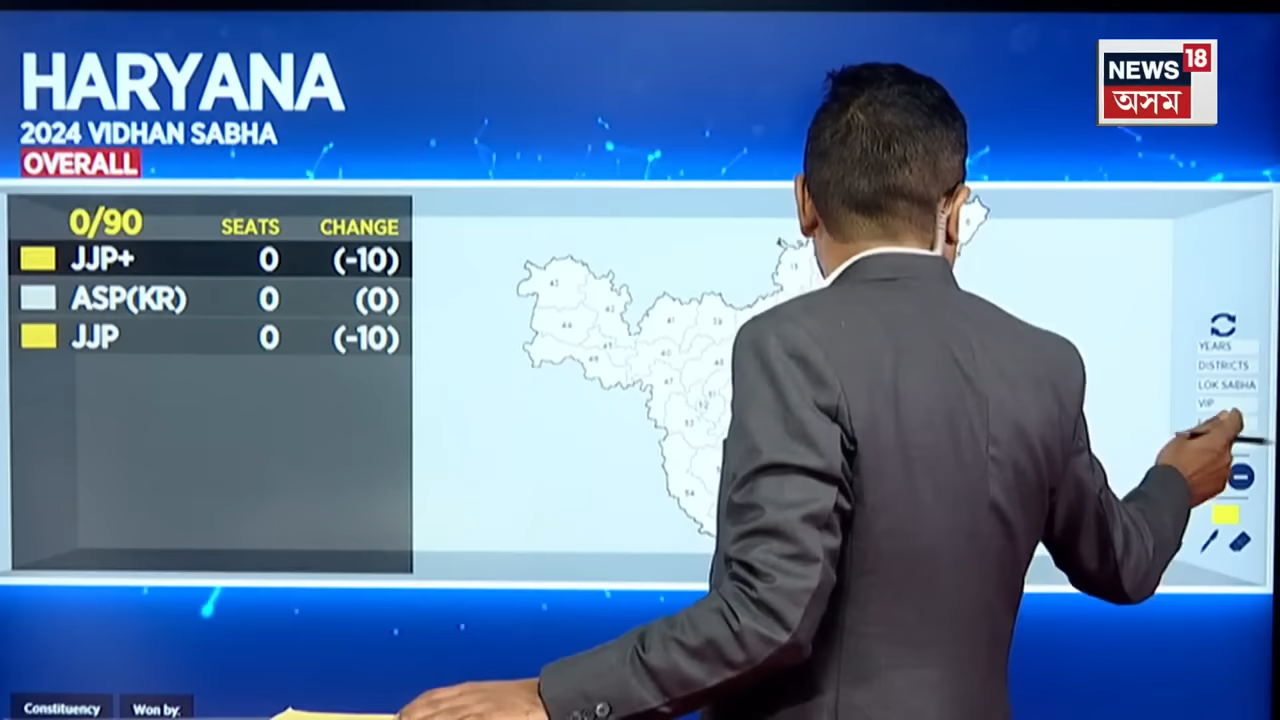 HARYANA
2024 VIDHAN SABHA
OVERALL
NEWS 18
অসম
0/90 SEATS CHANGE
JJP+ 0 (-10)
ASP(KR) 0 (0)
JJP 0 (-10)
YEARS
DISTRICTS
LOK SABHA
VIP
Constituency
Won by: